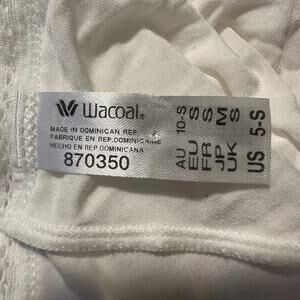 Wacoal®
MADE IN DOMINICAN REP.
FABRIQUE EN REP. DOMINICAINE
HECHO EN REP. DOMINICANA
870350
AU 10-S
EU S
FR S
JP M
UK S
US 5-S